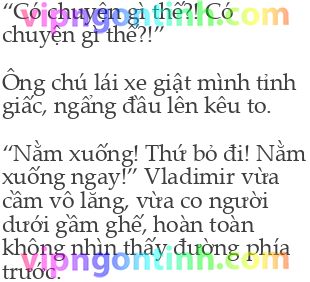 “Có chuyện gì thế?! Có
chuyện gì thế?!”
Ông chú lái xe giật mình tinh
giấc, ngẩng đầu lên kêu to.
“Nằm xuống! Thứ bỏ đi! Nằm
xuống ngay!” Vladimir vừa
cầm vô lăng, vừa co người
dưới gầm ghế, hoàn toàn
không nhìn thấy đường phía
trước.
vipngontinh.com
vipngontinh.com